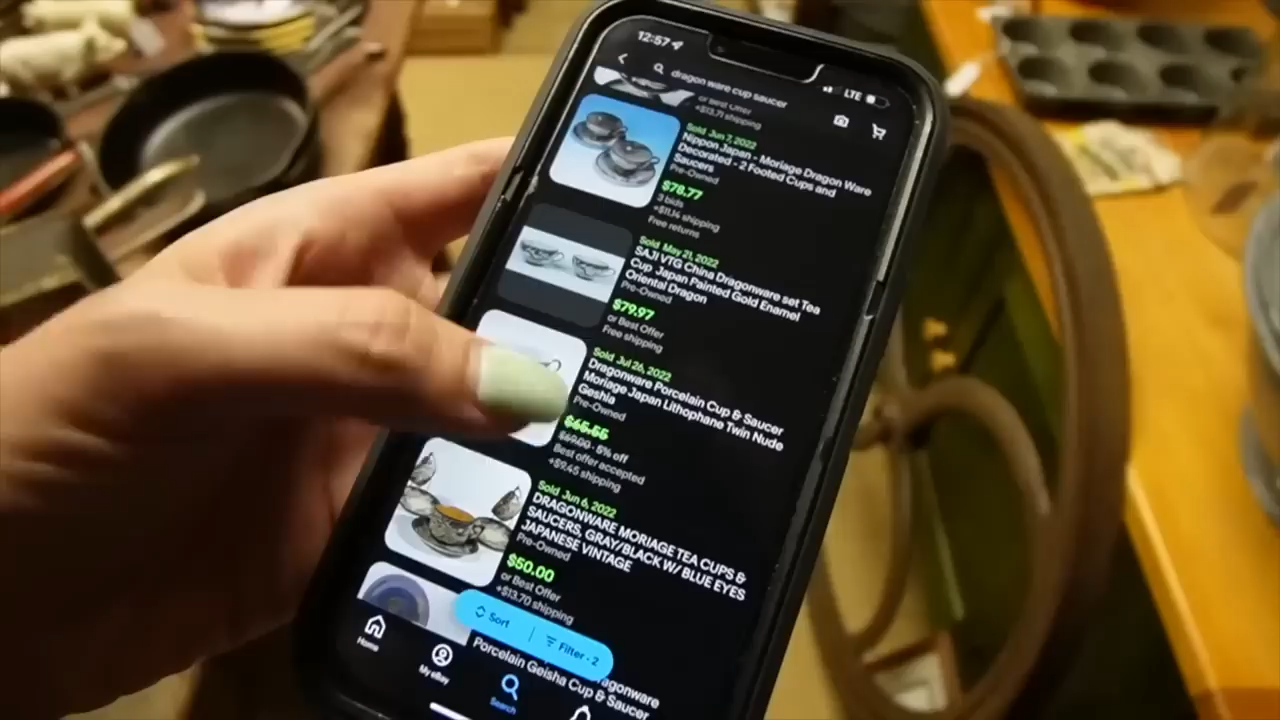 12:57
LTE
dragon ware cup saucer
or Best Offer
+$13.71 shipping
Sold Jun 7, 2022
Nippon Japan - Moriage Dragon Ware
Decorated - 2 Footed Cups and
Saucers
Pre-Owned
$78.77
3 bids
+$11.14 shipping
Free returns
Sold May 21, 2022
SAJI VTG China Dragonware set Tea
Cup Japan Painted Gold Enamel
Oriental Dragon
Pre-Owned
$79.97
or Best Offer
Free shipping
Sold Jul 26, 2022
Dragonware Porcelain Cup & Saucer
Moriage Japan Lithophane Twin Nude
Geshia
Pre-Owned
$65.55
$69.00 · 5% off
Best offer accepted
+$9.45 shipping
Sold Jun 6, 2022
DRAGONWARE MORIAGE TEA CUPS &
SAUCERS, GRAY/BLACK W/ BLUE EYES
JAPANESE VINTAGE
Pre-Owned
$50.00
or Best Offer
+$13.70 shipping
Sort
Filter · 2
Porcelain Geisha Cup & Saucer
Home
My eBay
Search